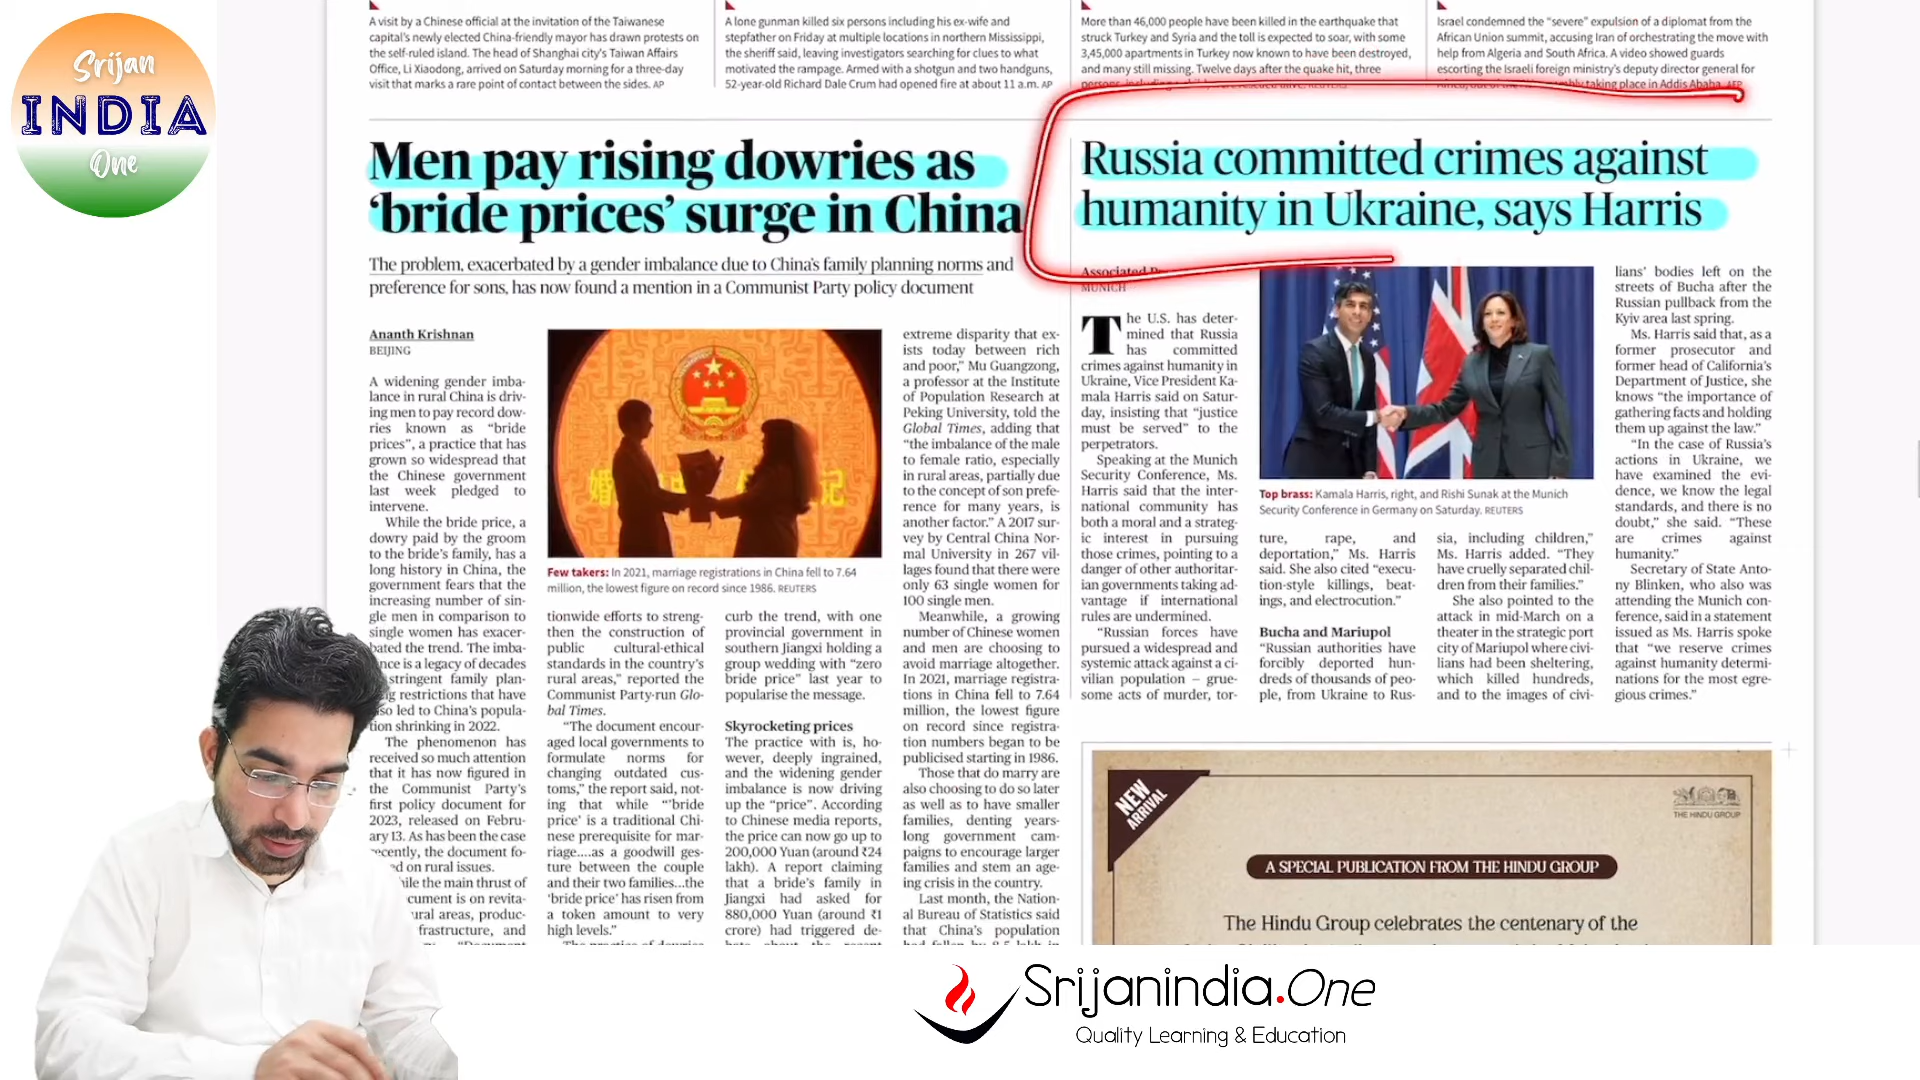 Srijan
INDIA
One
A visit by a Chinese official at the invitation of the Taiwanese
capital's newly elected China-friendly mayor has drawn protests on
the self-ruled island. The head of Shanghai city's Taiwan Affairs
Office, Li Xiaodong, arrived on Saturday morning for a three-day
visit that marks a rare point of contact between the sides. AP
A lone gunman killed six persons including his ex-wife and
stepfather on Friday at multiple locations in northern Mississippi,
the sheriff said, leaving investigators searching for clues to what
motivated the rampage. Armed with a shotgun and two handguns,
52-year-old Richard Dale Crum had opened fire at about 11 a.m. AP
More than 46,000 people have been killed in the earthquake that
struck Turkey and Syria and the toll is expected to soar, with some
3,45,000 apartments in Turkey now known to have been destroyed,
and many still missing. Twelve days after the quake hit, three
Israel condemned the “severe” expulsion of a diplomat from the
African Union summit, accusing Iran of orchestrating the move with
help from Algeria and South Africa. A video showed guards
escorting the Israeli foreign ministry's deputy director general for
taking place in Addis Ababa. AFP
Men pay rising dowries as
‘bride prices’ surge in China
The problem, exacerbated by a gender imbalance due to China's family planning norms and
preference for sons, has now found a mention in a Communist Party policy document
Ananth Krishnan
BEIJING
A widening gender imba-
lance in rural China is driv-
ing men to pay record dow-
ries known as “bride
prices”, a practice that has
grown so widespread that
the Chinese government
last week pledged to
intervene.
While the bride price, a
dowry paid by the groom
to the bride's family, has a
long history in China, the
government fears that the
increasing number of sin-
gle men in comparison to
single women has exacer-
bated the trend. The imba-
nce is a legacy of decades
stringent family plan-
g restrictions that have
so led to China's popula-
tion shrinking in 2022.
The phenomenon has
received so much attention
that it has now figured in
the Communist Party's
first policy document for
2023, released on Febru-
ary 13. As has been the case
recently, the document fo-
ed on rural issues.
ile the main thrust of
cument is on revita-
ural areas, produc-
frastructure, and
Few takers: In 2021, marriage registrations in China fell to 7.64
million, the lowest figure on record since 1986. REUTERS
tionwide efforts to streng-
then the construction of
public cultural-ethical
standards in the country's
rural areas,” reported the
Communist Party-run Glo-
bal Times.
“The document encour-
aged local governments to
formulate norms for
changing outdated cus-
toms,” the report said, not-
ing that while “‘bride
price’ is a traditional Chi-
nese prerequisite for mar-
riage....as a goodwill ges-
ture between the couple
and their two families...the
‘bride price’ has risen from
a token amount to very
high levels.”
curb the trend, with one
provincial government in
southern Jiangxi holding a
group wedding with “zero
bride price” last year to
popularise the message.
Skyrocketing prices
The practice with is, ho-
wever, deeply ingrained,
and the widening gender
imbalance is now driving
up the “price”. According
to Chinese media reports,
the price can now go up to
200,000 Yuan (around ₹24
lakh). A report claiming
that a bride's family in
Jiangxi had asked for
880,000 Yuan (around ₹1
crore) had triggered de-
extreme disparity that ex-
ists today between rich
and poor,” Mu Guangzong,
a professor at the Institute
of Population Research at
Peking University, told the
Global Times, adding that
“the imbalance of the male
to female ratio, especially
in rural areas, partially due
to the concept of son prefe-
rence for many years, is
another factor.” A 2017 sur-
vey by Central China Nor-
mal University in 267 vil-
lages found that there were
only 63 single women for
100 single men.
Meanwhile, a growing
number of Chinese women
and men are choosing to
avoid marriage altogether.
In 2021, marriage registra-
tions in China fell to 7.64
million, the lowest figure
on record since registra-
tion numbers began to be
publicised starting in 1986.
Those that do marry are
also choosing to do so later
as well as to have smaller
families, denting years-
long government cam-
paigns to encourage larger
families and stem an age-
ing crisis in the country.
Last month, the Nation-
al Bureau of Statistics said
that China's population
Russia committed crimes against
humanity in Ukraine, says Harris
MUNICH
The U.S. has deter-
mined that Russia
has committed
crimes against humanity in
Ukraine, Vice President Ka-
mala Harris said on Satur-
day, insisting that “justice
must be served” to the
perpetrators.
Speaking at the Munich
Security Conference, Ms.
Harris said that the inter-
national community has
both a moral and a strateg-
ic interest in pursuing
those crimes, pointing to a
danger of other authoritar-
ian governments taking ad-
vantage if international
rules are undermined.
“Russian forces have
pursued a widespread and
systemic attack against a ci-
vilian population – grue-
some acts of murder, tor-
Top brass: Kamala Harris, right, and Rishi Sunak at the Munich
Security Conference in Germany on Saturday. REUTERS
ture, rape, and
deportation,” Ms. Harris
said. She also cited “execu-
tion-style killings, beat-
ings, and electrocution.”
Bucha and Mariupol
“Russian authorities have
forcibly deported hun-
dreds of thousands of peo-
ple, from Ukraine to Rus-
sia, including children,”
Ms. Harris added. “They
have cruelly separated chil-
dren from their families.”
She also pointed to the
attack in mid-March on a
theater in the strategic port
city of Mariupol where civi-
lians had been sheltering,
which killed hundreds,
and to the images of civi-
lians’ bodies left on the
streets of Bucha after the
Russian pullback from the
Kyiv area last spring.
Ms. Harris said that, as a
former prosecutor and
former head of California's
Department of Justice, she
knows “the importance of
gathering facts and holding
them up against the law.”
“In the case of Russia's
actions in Ukraine, we
have examined the evi-
dence, we know the legal
standards, and there is no
doubt,” she said. “These
are crimes against
humanity.”
Secretary of State Anto-
ny Blinken, who also was
attending the Munich con-
ference, said in a statement
issued as Ms. Harris spoke
that “we reserve crimes
against humanity determi-
nations for the most egre-
gious crimes.”
NEW
ARRIVAL
THE HINDU GROUP
A SPECIAL PUBLICATION FROM THE HINDU GROUP
The Hindu Group celebrates the centenary of the
Srijanindia.One
Quality Learning & Education